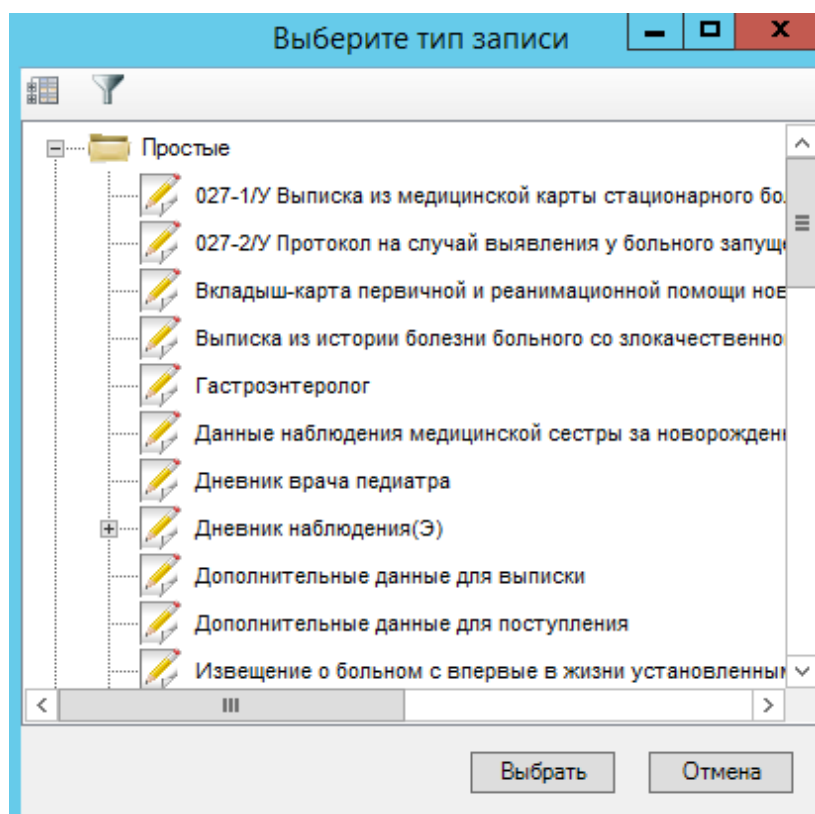 Выберите тип записи
Простые
027-1/У Выписка из медицинской карты стационарного бо
027-2/У Протокол на случай выявления у больного запущ
Вкладыш-карта первичной и реанимационной помощи нов
Выписка из истории болезни больного со злокачественно
Гастроэнтеролог
Данные наблюдения медицинской сестры за новорожден
Дневник врача педиатра
Дневник наблюдения(Э)
Дополнительные данные для выписки
Дополнительные данные для поступления
Извещение о больном с впервые в жизни установленны
Выбрать Отмена